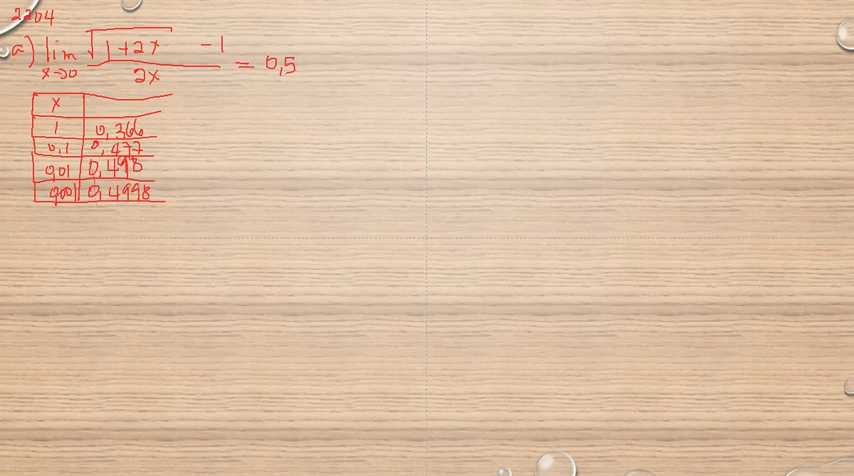 2204
a) lim x→0 (√(1+2x) - 1) / 2x = 0,5
x
1 0,366
0,1 0,477
0,01 0,498
0,001 0,4998